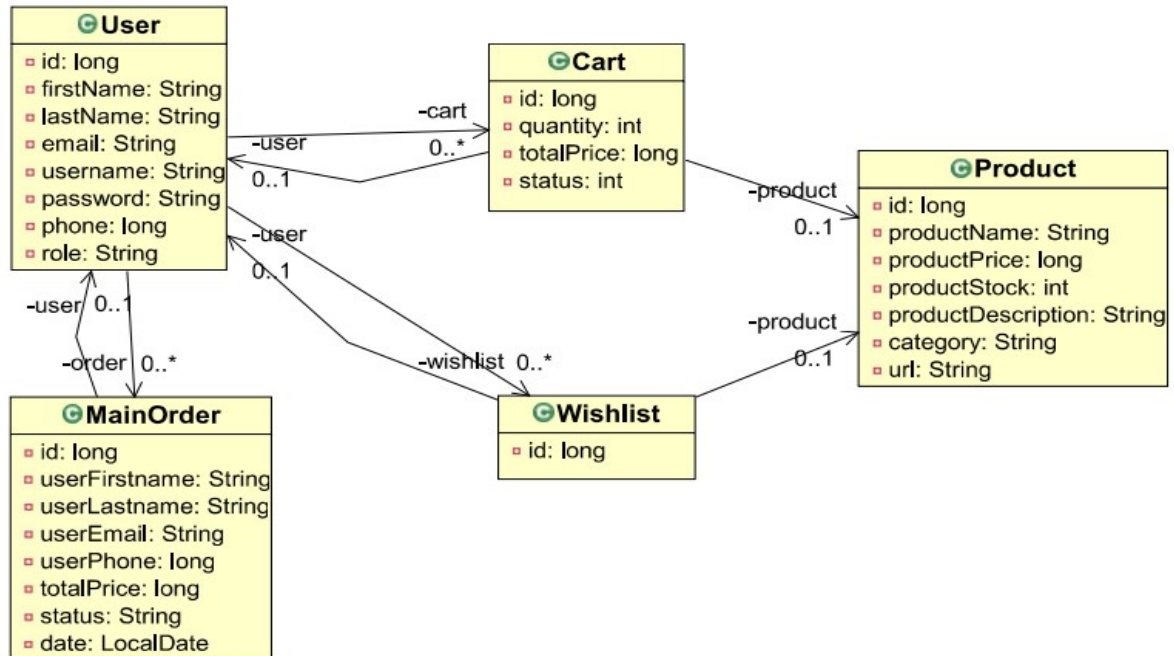 User
id: long
firstName: String
lastName: String
email: String
username: String
password: String
phone: long
role: String
-cart
0..*
-user
0..1
Cart
id: long
quantity: int
totalPrice: long
status: int
-product
0..1
Product
id: long
productName: String
productPrice: long
productStock: int
productDescription: String
category: String
url: String
-user
0..1
-wishlist 0..*
-product
0..1
Wishlist
id: long
-user 0..1
-order 0..*
MainOrder
id: long
userFirstname: String
userLastname: String
userEmail: String
userPhone: long
totalPrice: long
status: String
date: LocalDate